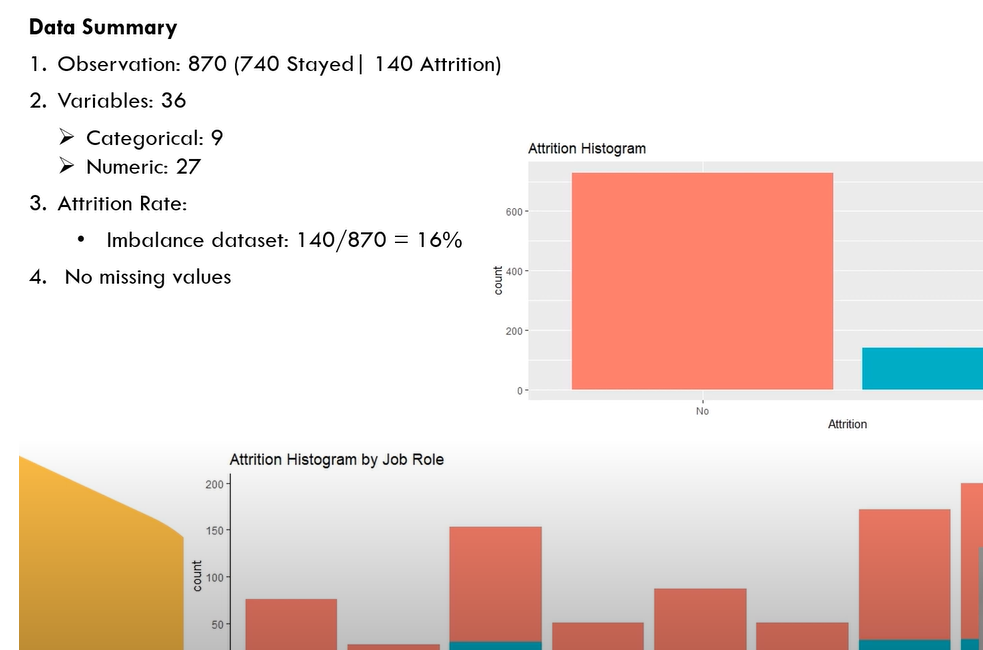 Data Summary
1. Observation: 870 (740 Stayed| 140 Attrition)
2. Variables: 36
➢ Categorical: 9
➢ Numeric: 27
3. Attrition Rate:
• Imbalance dataset: 140/870 = 16%
4. No missing values
Attrition Histogram
600
400
200
0
count
No
Attrition
Attrition Histogram by Job Role
200
150
100
50
count